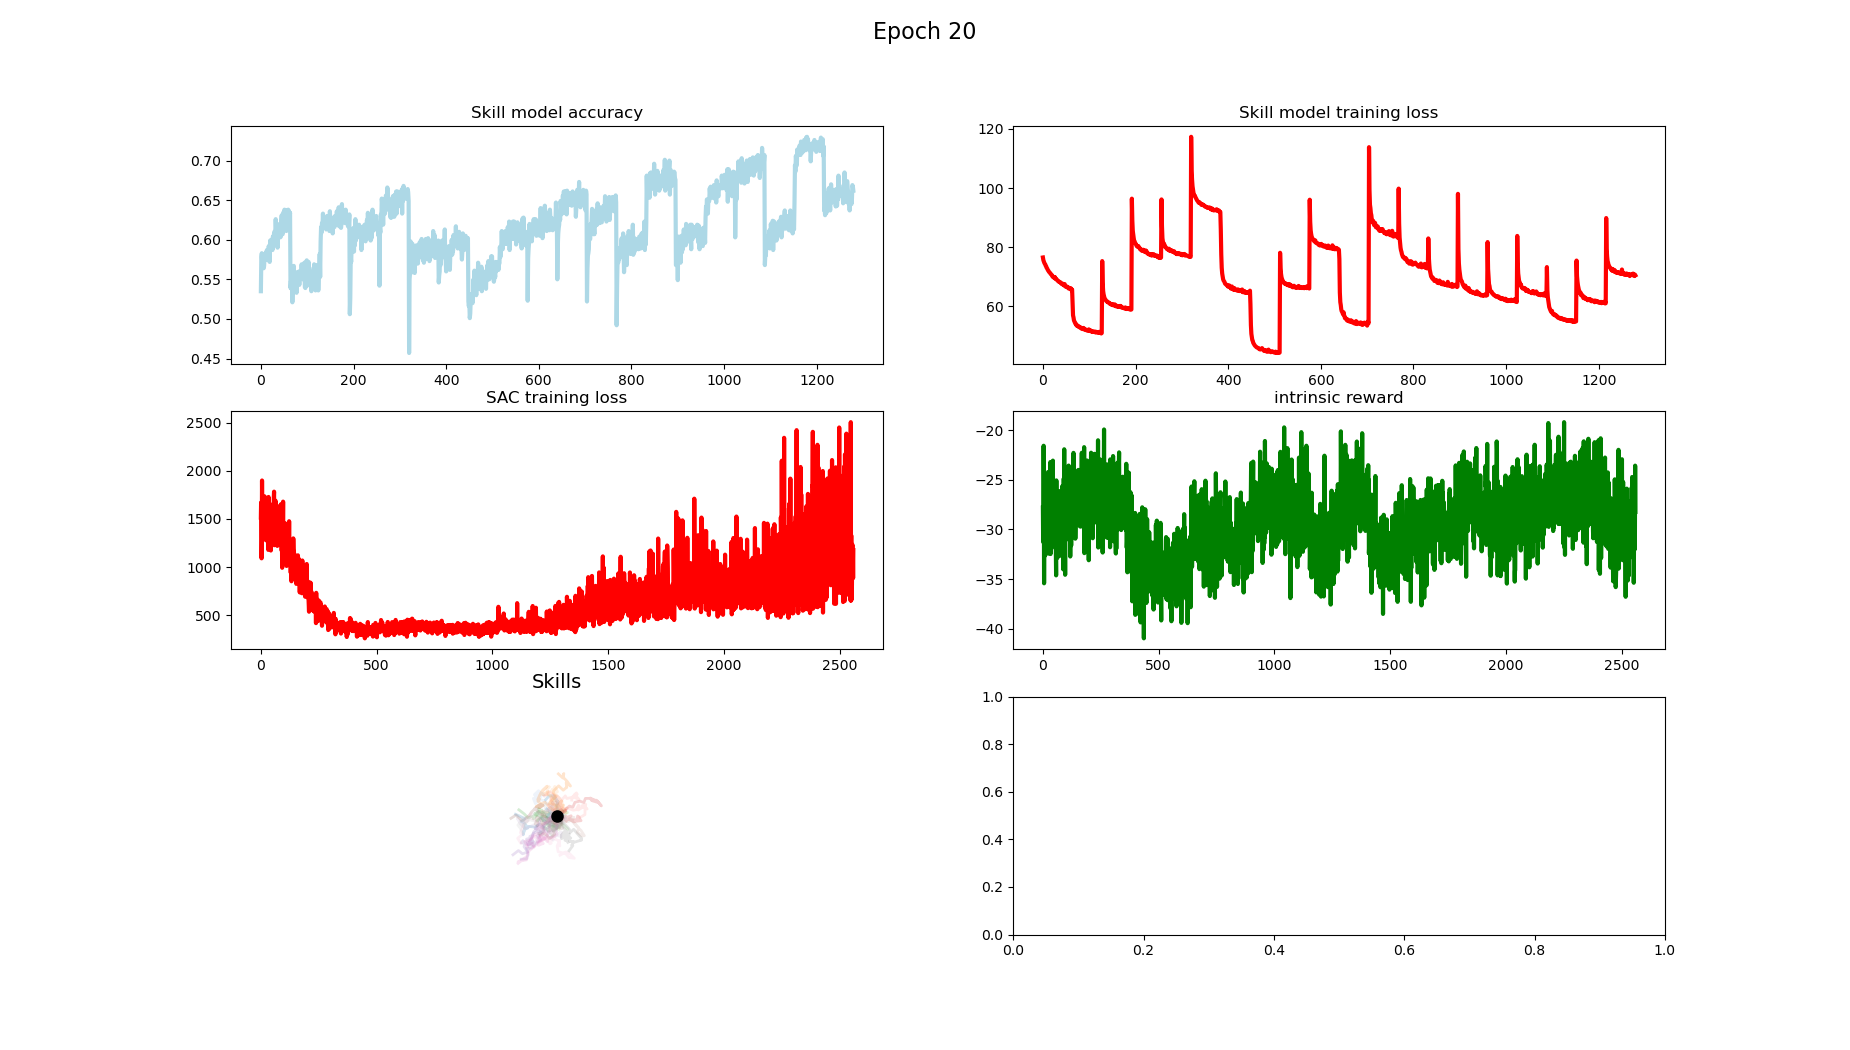 Epoch 20
Skill model accuracy
0.70
0.65
0.60
0.55
0.50
0.45
0 200 400 600 800 1000 1200
Skill model training loss
120
100
80
60
0 200 400 600 800 1000 1200
SAC training loss
2500
2000
1500
1000
500
0 500 1000 1500 2000 2500
intrinsic reward
−20
−25
−30
−35
−40
0 500 1000 1500 2000 2500
Skills
1.0
0.8
0.6
0.4
0.2
0.0
0.0 0.2 0.4 0.6 0.8 1.0